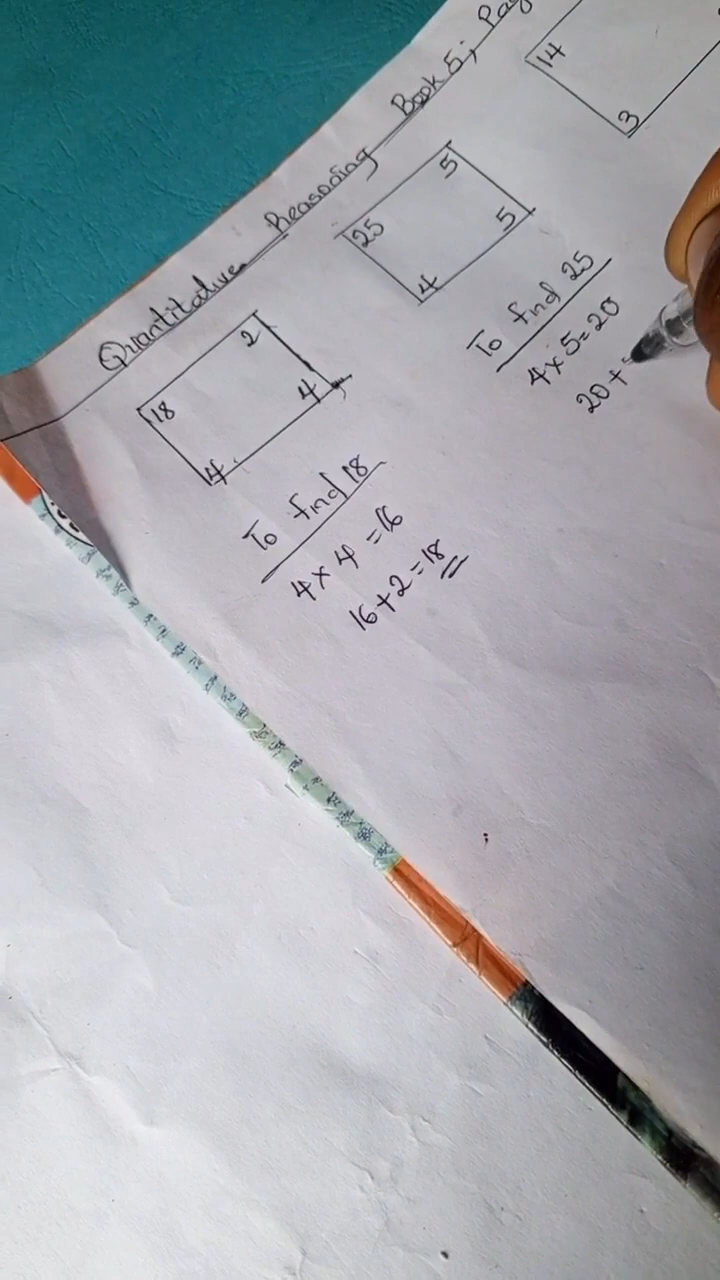 Quantitative Reasoning Book 5; Pag
18 2
4 4
To find 18
4 x 4 = 16
16 + 2 = 18
25 5
4 5
To find 25
4 x 5 = 20
20 +
14
3